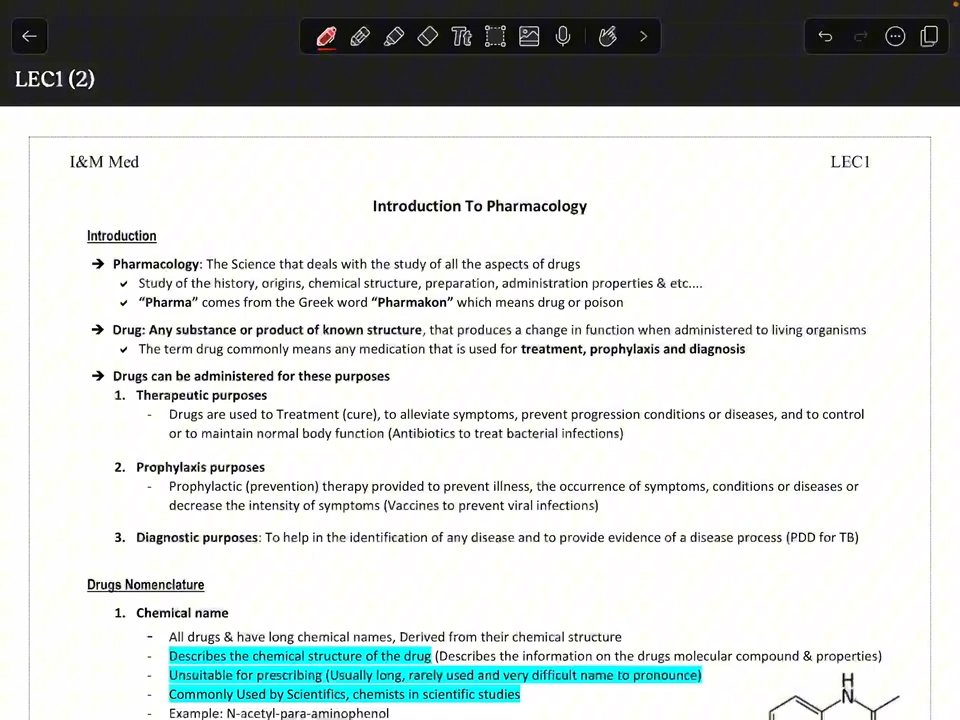 Tt
LEC1 (2)
I&M Med
LEC1
Introduction To Pharmacology
Introduction
➔ Pharmacology: The Science that deals with the study of all the aspects of drugs
✓ Study of the history, origins, chemical structure, preparation, administration properties & etc....
✓ “Pharma” comes from the Greek word “Pharmakon” which means drug or poison
➔ Drug: Any substance or product of known structure, that produces a change in function when administered to living organisms
✓ The term drug commonly means any medication that is used for treatment, prophylaxis and diagnosis
➔ Drugs can be administered for these purposes
1. Therapeutic purposes
- Drugs are used to Treatment (cure), to alleviate symptoms, prevent progression conditions or diseases, and to control
or to maintain normal body function (Antibiotics to treat bacterial infections)
2. Prophylaxis purposes
- Prophylactic (prevention) therapy provided to prevent illness, the occurrence of symptoms, conditions or diseases or
decrease the intensity of symptoms (Vaccines to prevent viral infections)
3. Diagnostic purposes: To help in the identification of any disease and to provide evidence of a disease process (PDD for TB)
Drugs Nomenclature
1. Chemical name
- All drugs & have long chemical names, Derived from their chemical structure
- Describes the chemical structure of the drug (Describes the information on the drugs molecular compound & properties)
- Unsuitable for prescribing (Usually long, rarely used and very difficult name to pronounce)
- Commonly Used by Scientifics, chemists in scientific studies
- Example: N-acetyl-para-aminophenol
H
N